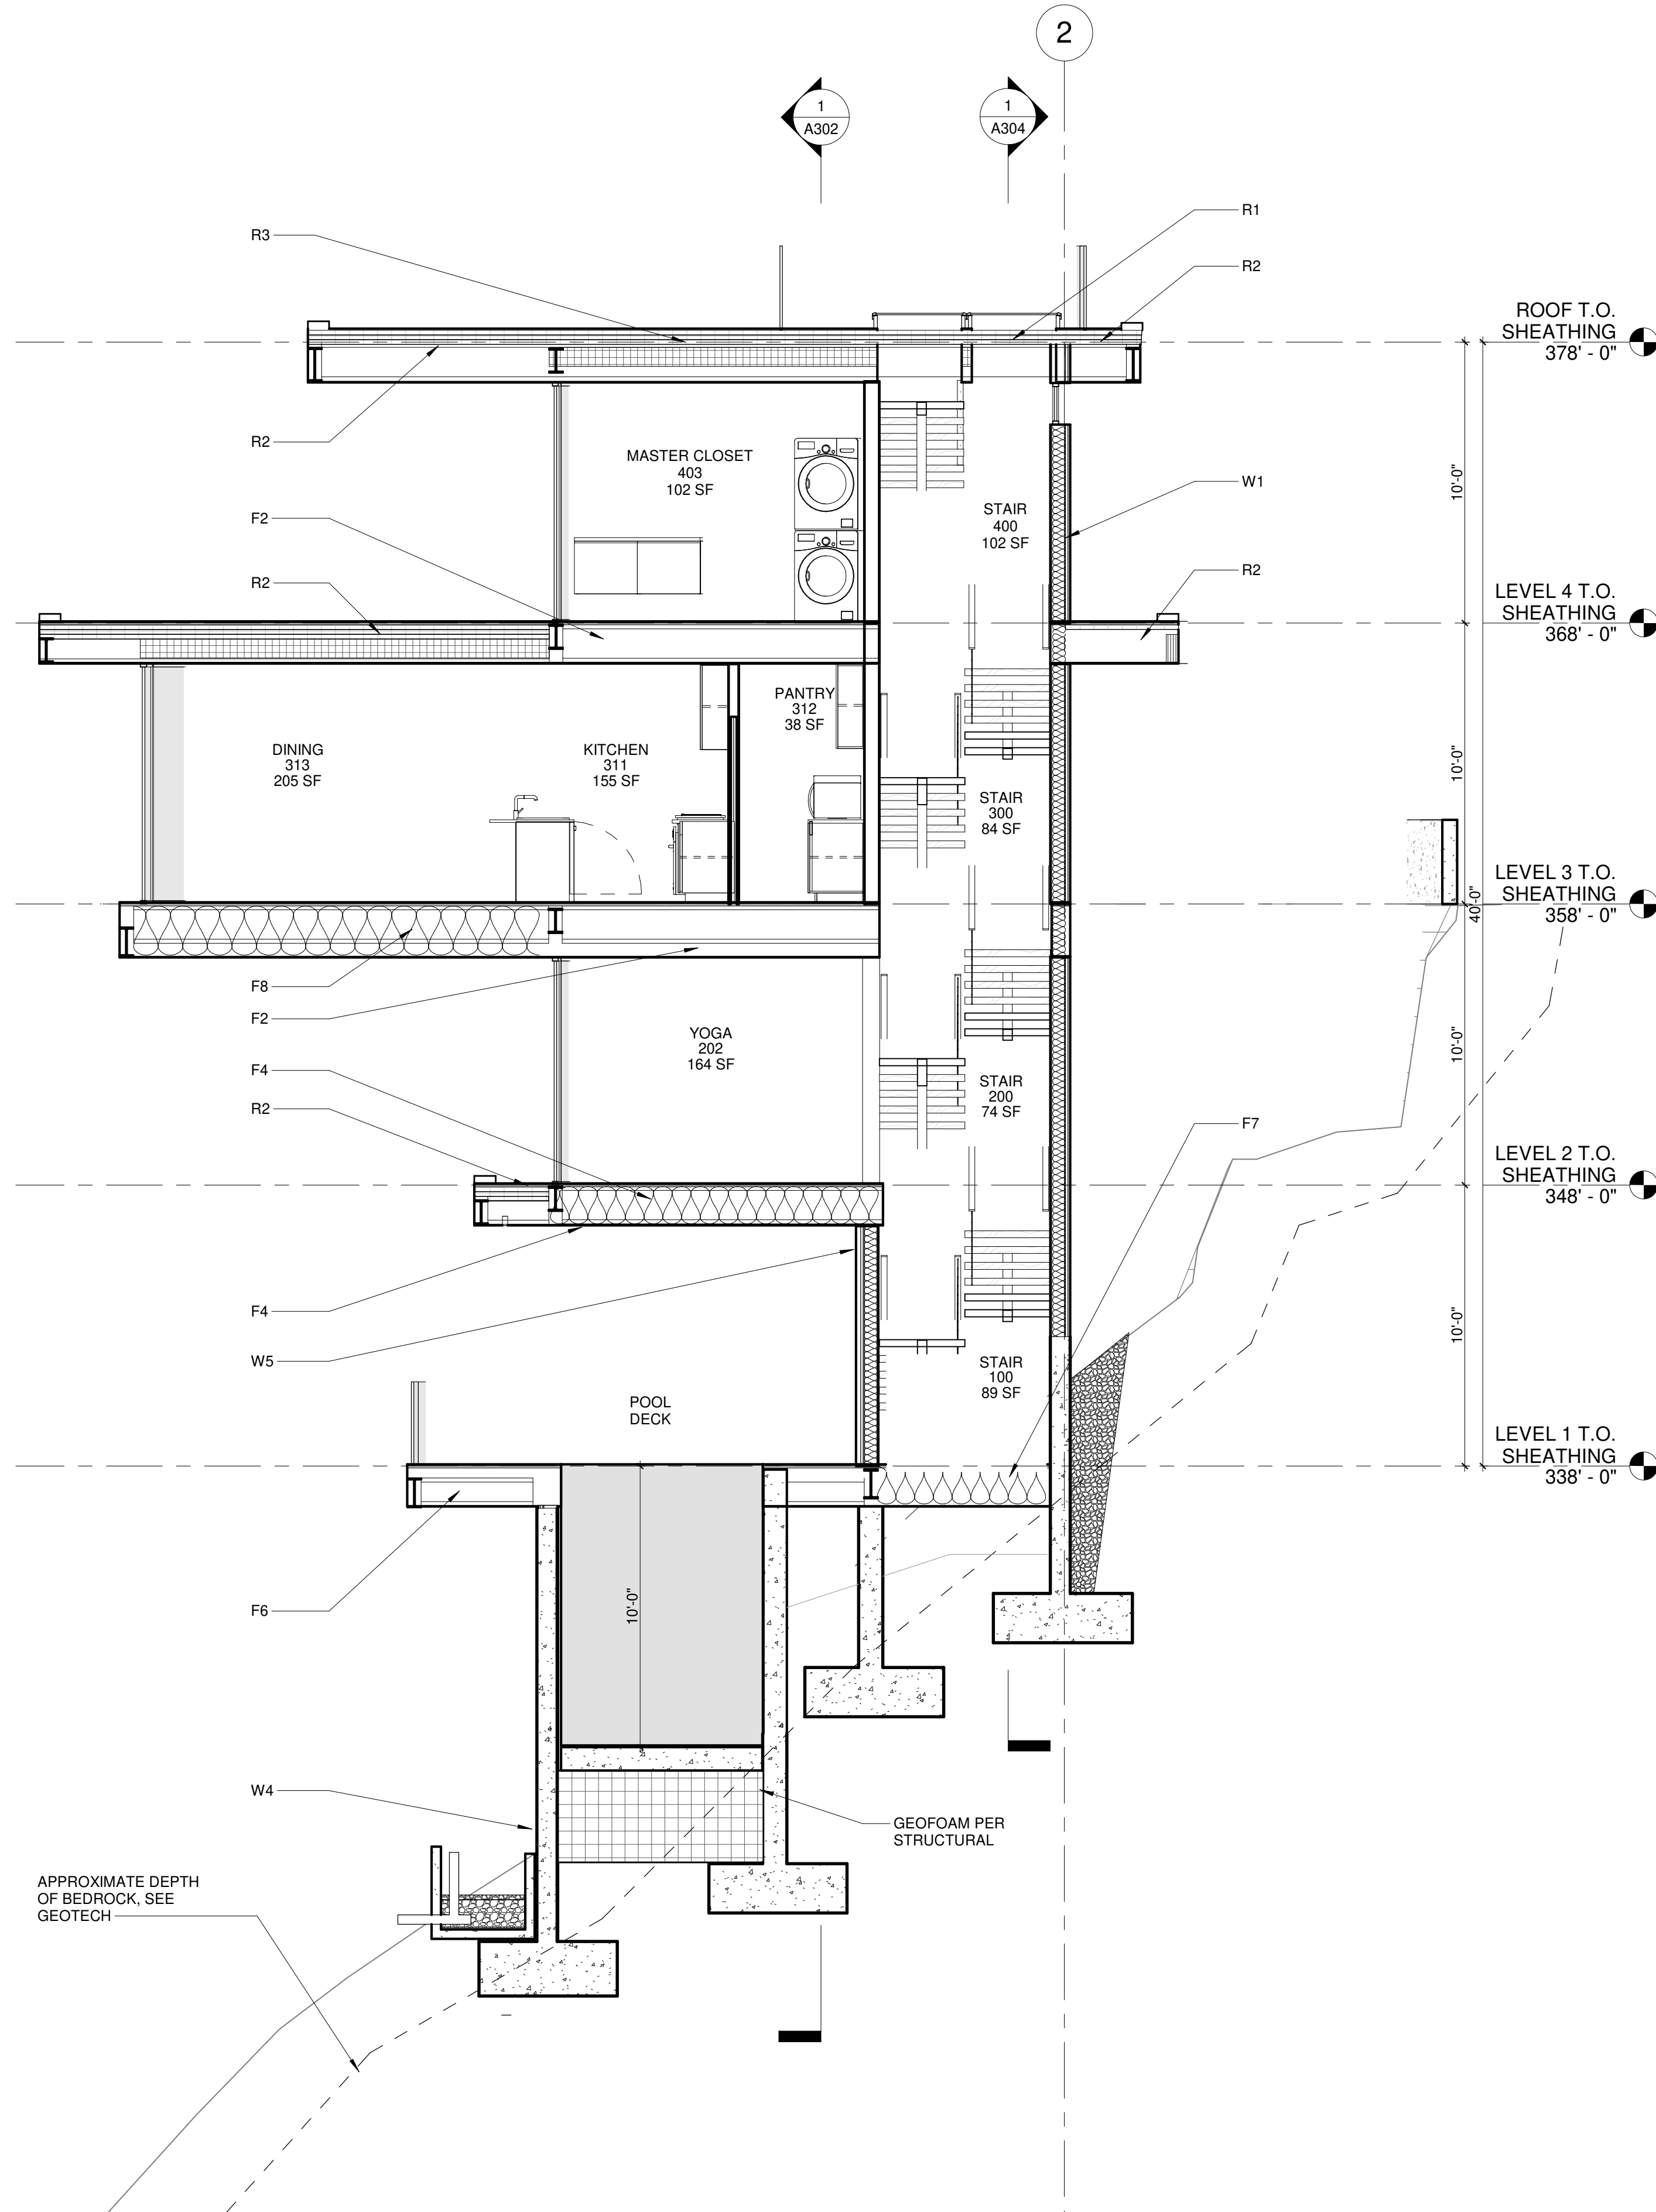 2
1
A302
1
A304
R1
R3
R2
ROOF T.O.
SHEATHING
378' - 0"
R2
MASTER CLOSET
403
102 SF
10'-0"
W1
STAIR
400
102 SF
F2
R2
R2
LEVEL 4 T.O.
SHEATHING
368' - 0"
PANTRY
312
38 SF
DINING
313
205 SF
KITCHEN
311
155 SF
10'-0"
STAIR
300
84 SF
LEVEL 3 T.O.
SHEATHING
358' - 0"
40'-0"
F8
F2
YOGA
202
164 SF
10'-0"
F4
STAIR
200
74 SF
R2
F7
LEVEL 2 T.O.
SHEATHING
348' - 0"
F4
10'-0"
W5
STAIR
100
89 SF
POOL
DECK
LEVEL 1 T.O.
SHEATHING
338' - 0"
F6
10'-0"
W4
GEOFOAM PER
STRUCTURAL
APPROXIMATE DEPTH
OF BEDROCK, SEE
GEOTECH